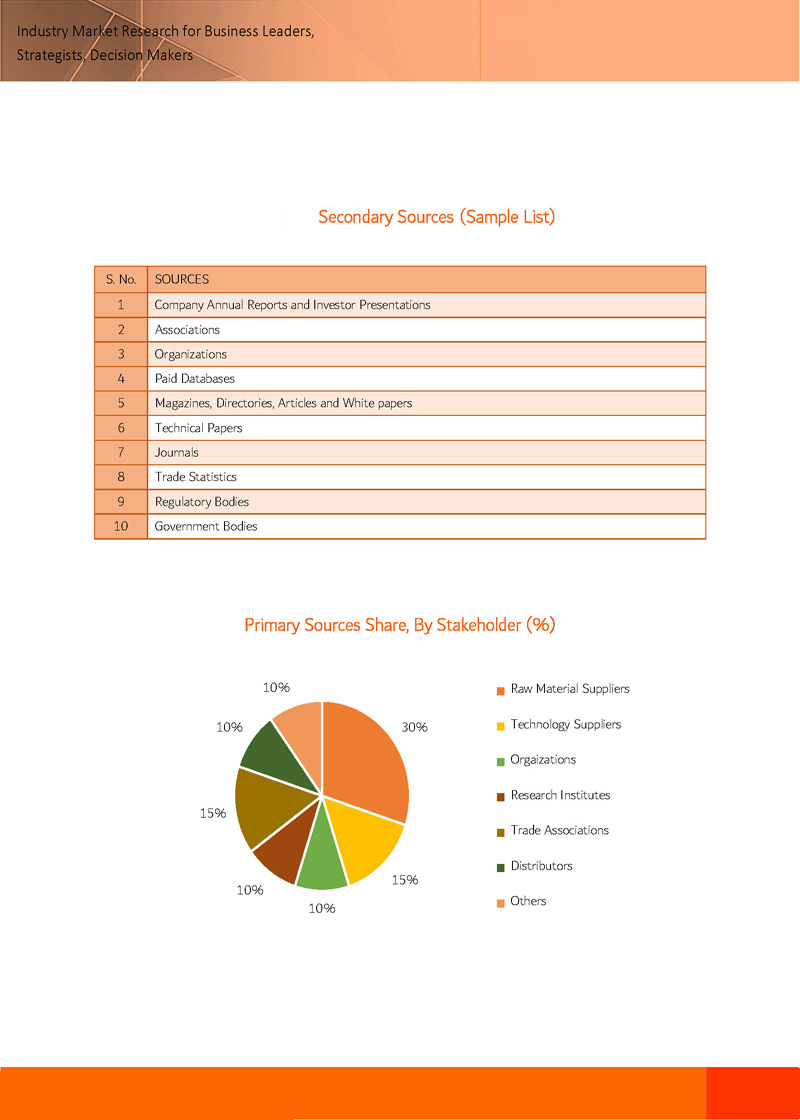 Industry Market Research for Business Leaders,
Strategists, Decision Makers
Secondary Sources (Sample List)
S. No. SOURCES
1 Company Annual Reports and Investor Presentations
2 Associations
3 Organizations
4 Paid Databases
5 Magazines, Directories, Articles and White papers
6 Technical Papers
7 Journals
8 Trade Statistics
9 Regulatory Bodies
10 Government Bodies
Primary Sources Share, By Stakeholder (%)
10%
30%
10%
15%
15%
10%
10%
Raw Material Suppliers
Technology Suppliers
Orgaizations
Research Institutes
Trade Associations
Distributors
Others